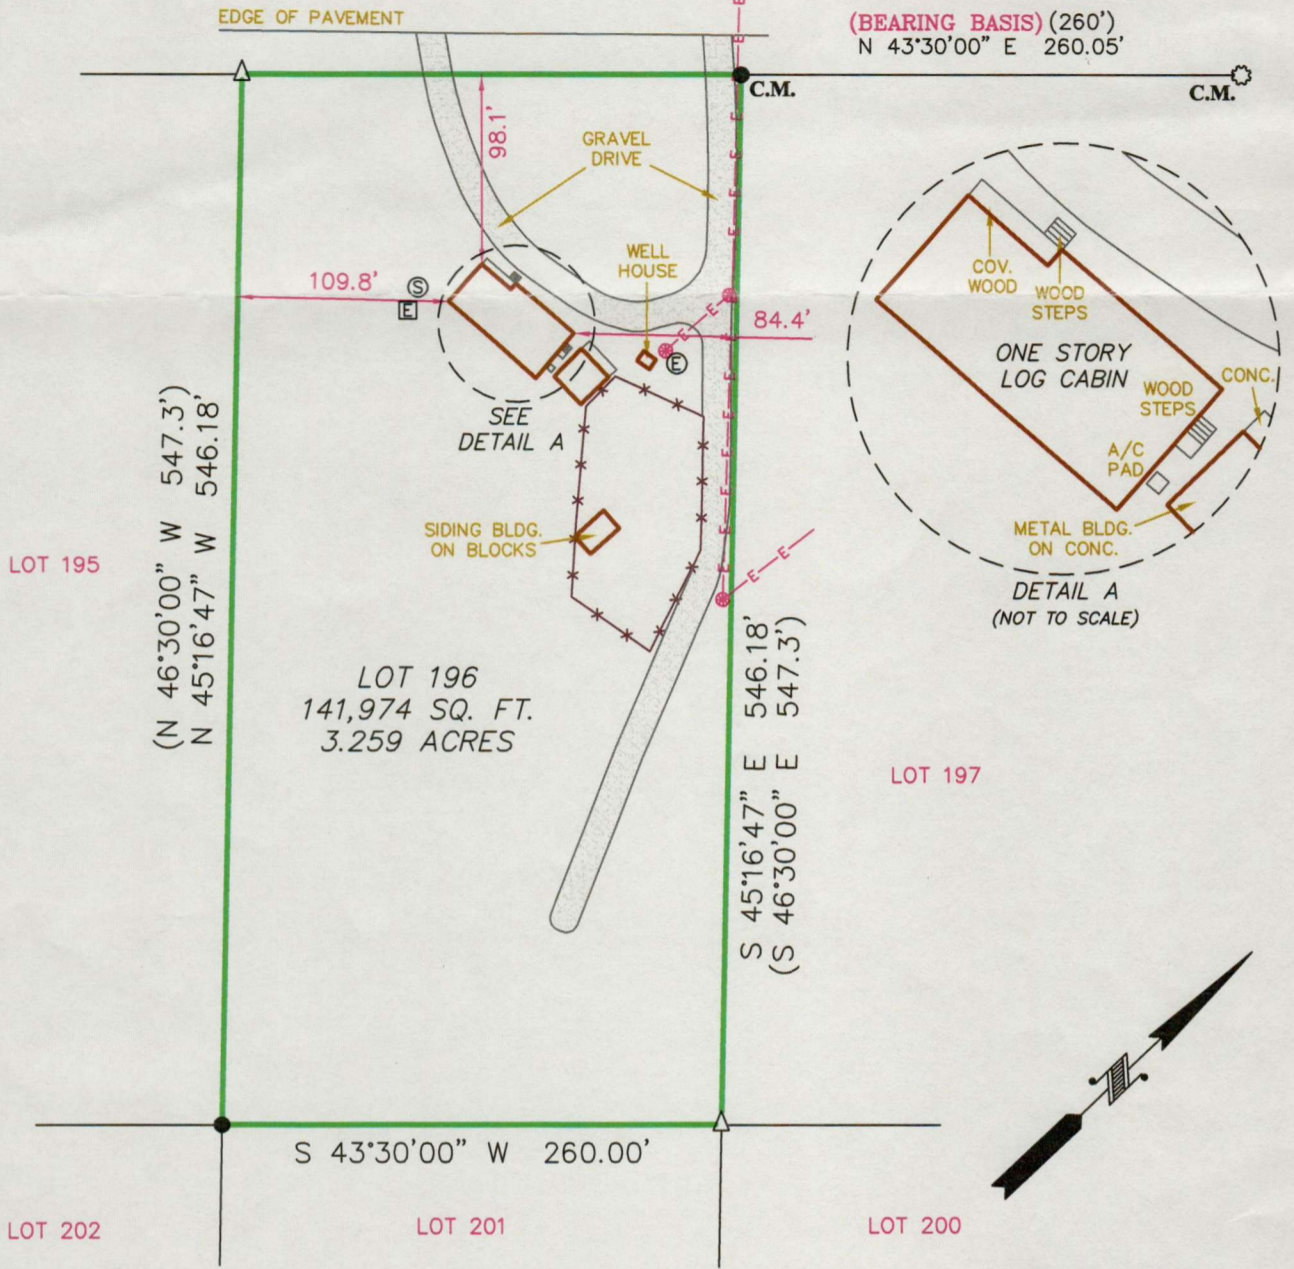 EDGE OF PAVEMENT
(BEARING BASIS) (260')
N 43°30'00" E 260.05'
C.M.
C.M.
98.1'
GRAVEL
DRIVE
WELL
HOUSE
109.8'
S
E
84.4'
E
SEE
DETAIL A
COV.
WOOD
WOOD
STEPS
ONE STORY
LOG CABIN
WOOD
STEPS
CONC.
A/C
PAD
METAL BLDG.
ON CONC.
DETAIL A
(NOT TO SCALE)
SIDING BLDG.
ON BLOCKS
LOT 195
(N 46°30'00" W 547.3')
N 45°16'47" W 546.18'
LOT 196
141,974 SQ. FT.
3.259 ACRES
S 45°16'47" E 546.18'
(S 46°30'00" E 547.3')
LOT 197
S 43°30'00" W 260.00'
LOT 202
LOT 201
LOT 200
E
E
E
E
E
E
E
E
E
E
E
E
E
E